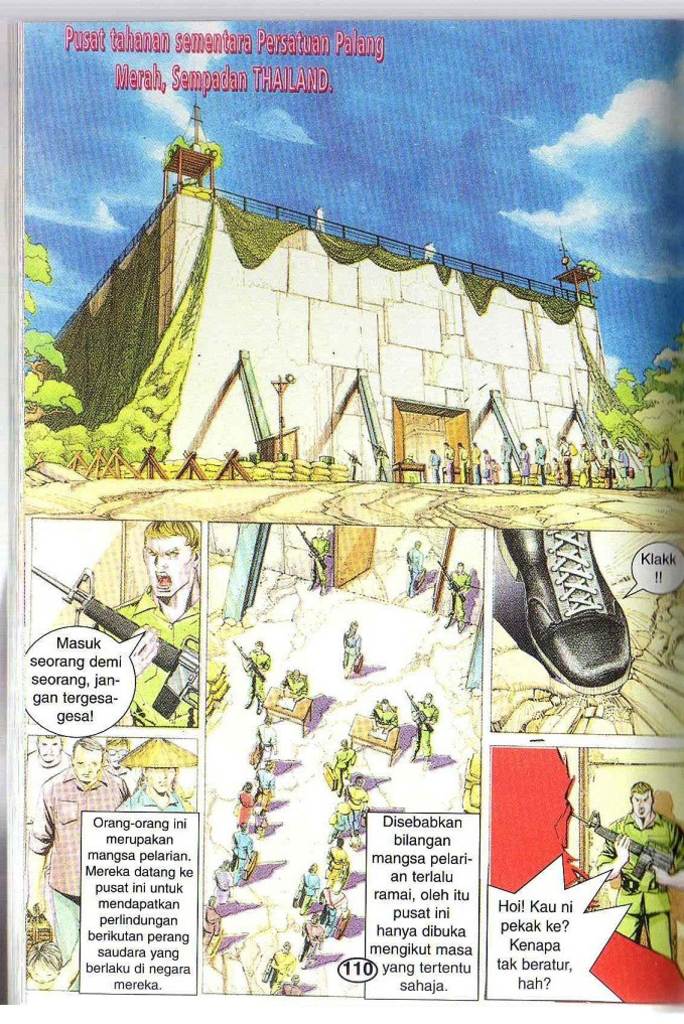 Pusat tahanan sementara Persatuan Palang
Merah, Sempadan THAILAND.
Masuk
seorang demi
seorang, jan-
gan tergesa-
gesa!
Orang-orang ini
merupakan
mangsa pelarian.
Mereka datang ke
pusat ini untuk
mendapatkan
perlindungan
berikutan perang
saudara yang
berlaku di negara
mereka.
Disebabkan
bilangan
mangsa pelari-
an terlalu
ramai, oleh itu
pusat ini
hanya dibuka
mengikut masa
yang tertentu
sahaja.
Klakk
!!
Hoi! Kau ni
pekak ke?
Kenapa
tak beratur,
hah?
110